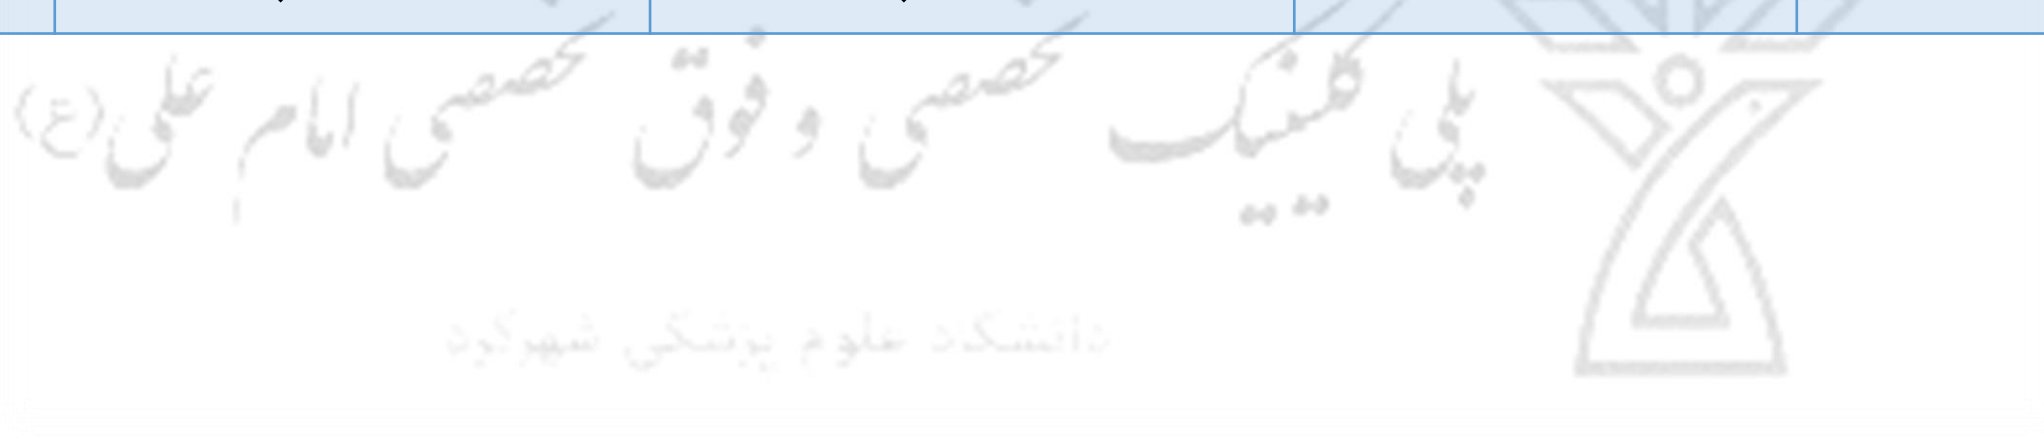 پلی کلینیک تخصصی و فوق تخصصی امام علی (ع)
دانشکده علوم پزشکی شهرکرد